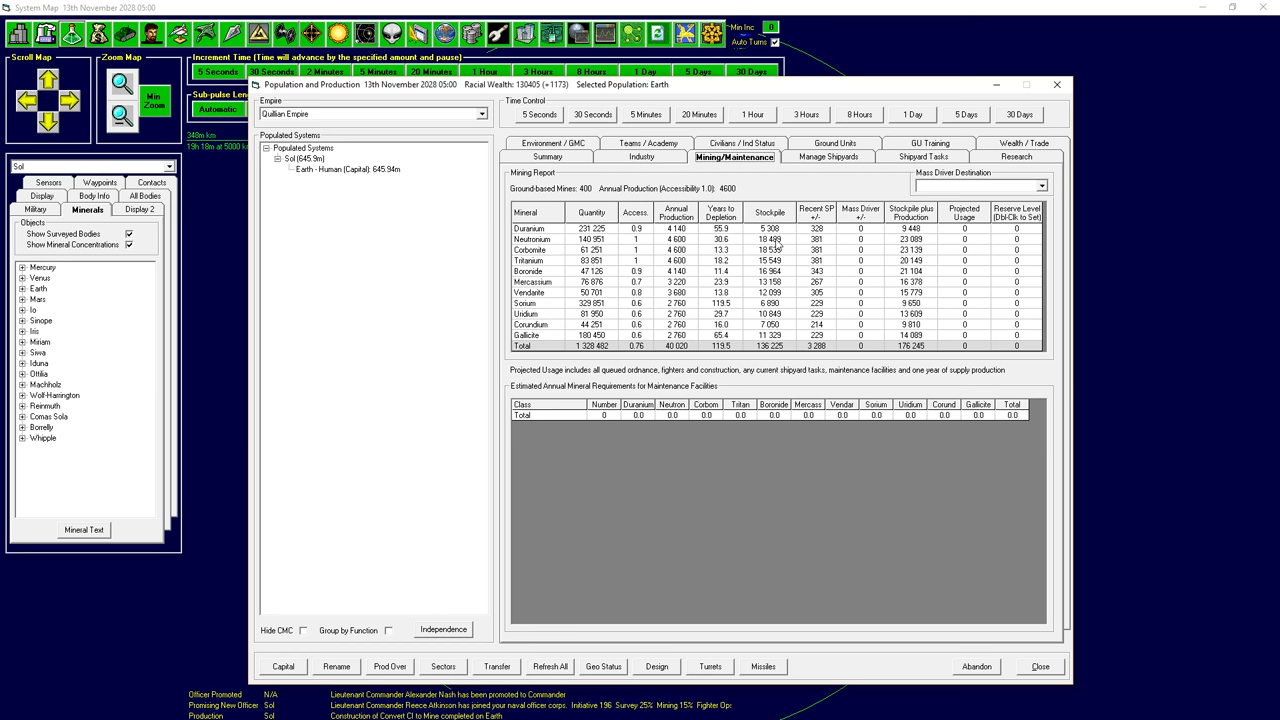 System Map 13th November 2028 05:00
Min Inc 0
Auto Turns
Scroll Map
Zoom Map
Min Zoom
Increment Time (Time will advance by the specified amount and pause)
5 Seconds 30 Seconds 2 Minutes 5 Minutes 20 Minutes 1 Hour 3 Hours 8 Hours 1 Day 5 Days 30 Days
Sub-pulse Len
Automatic
348m km
19h 18m at 5000 k
Sol
Sensors Waypoints Contacts
Display Body Info All Bodies
Military Minerals Display 2
Objects
Show Surveyed Bodies
Show Mineral Concentrations
Mercury
Venus
Earth
Mars
Io
Sinope
Iris
Miriam
Siwa
Iduna
Ottilia
Machholz
Wolf-Harrington
Reinmuth
Comas Sola
Borrelly
Whipple
Mineral Text
Population and Production 13th November 2028 05:00 Racial Wealth: 130405 (+1173) Selected Population: Earth
Empire
Quillian Empire
Populated Systems
Populated Systems
Sol (645.9m)
Earth - Human (Capital): 645.94m
Hide CMC Group by Function Independence
Time Control
5 Seconds 30 Seconds 5 Minutes 20 Minutes 1 Hour 3 Hours 8 Hours 1 Day 5 Days 30 Days
Environment / GMC Teams / Academy Civilians / Ind Status Ground Units GU Training Wealth / Trade
Summary Industry Mining/Maintenance Manage Shipyards Shipyard Tasks Research
Mining Report
Mass Driver Destination
Ground-based Mines: 400 Annual Production (Accessibility 1.0): 4600
Mineral Quantity Access. Annual Production Years to Depletion Stockpile Recent SP +/- Mass Driver +/- Stockpile plus Production Projected Usage Reserve Level (Dbl-Clk to Set)
Duranium 231 225 0.9 4 140 55.9 5 308 328 0 9 448 0 0
Neutronium 140 951 1 4 600 30.6 18 489 381 0 23 089 0 0
Corbomite 61 251 1 4 600 13.3 18 539 381 0 23 139 0 0
Tritanium 83 851 1 4 600 18.2 15 549 381 0 20 149 0 0
Boronide 47 126 0.9 4 140 11.4 16 964 343 0 21 104 0 0
Mercassium 76 876 0.7 3 220 23.9 13 158 267 0 16 378 0 0
Vendarite 50 701 0.8 3 680 13.8 12 099 305 0 15 779 0 0
Sorium 329 851 0.6 2 760 119.5 6 890 229 0 9 650 0 0
Uridium 81 950 0.6 2 760 29.7 10 849 229 0 13 609 0 0
Corundium 44 251 0.6 2 760 16.0 7 050 214 0 9 810 0 0
Gallicite 180 450 0.6 2 760 65.4 11 329 229 0 14 089 0 0
Total 1 328 482 0.76 40 020 119.5 136 225 3 288 0 176 245 0 0
Projected Usage includes all queued ordnance, fighters and construction, any current shipyard tasks, maintenance facilities and one year of supply production
Estimated Annual Mineral Requirements for Maintenance Facilities
Class Number Duranium Neutron Corbom Tritan Boronide Mercass Vendar Sorium Uridium Corund Gallicite Total
Total 0 0.0 0.0 0.0 0.0 0.0 0.0 0.0 0.0 0.0 0.0 0.0 0.0
Capital Rename Prod Over Sectors Transfer Refresh All Geo Status Design Turrets Missiles Abandon Close
Officer Promoted N/A Lieutenant Commander Alexander Nash has been promoted to Commander
Promising New Officer Sol Lieutenant Commander Reece Atkinson has joined your naval officer corps. Initiative 196 Survey 25% Mining 15% Fighter Op:
Production Sol Construction of Convert CI to Mine completed on Earth